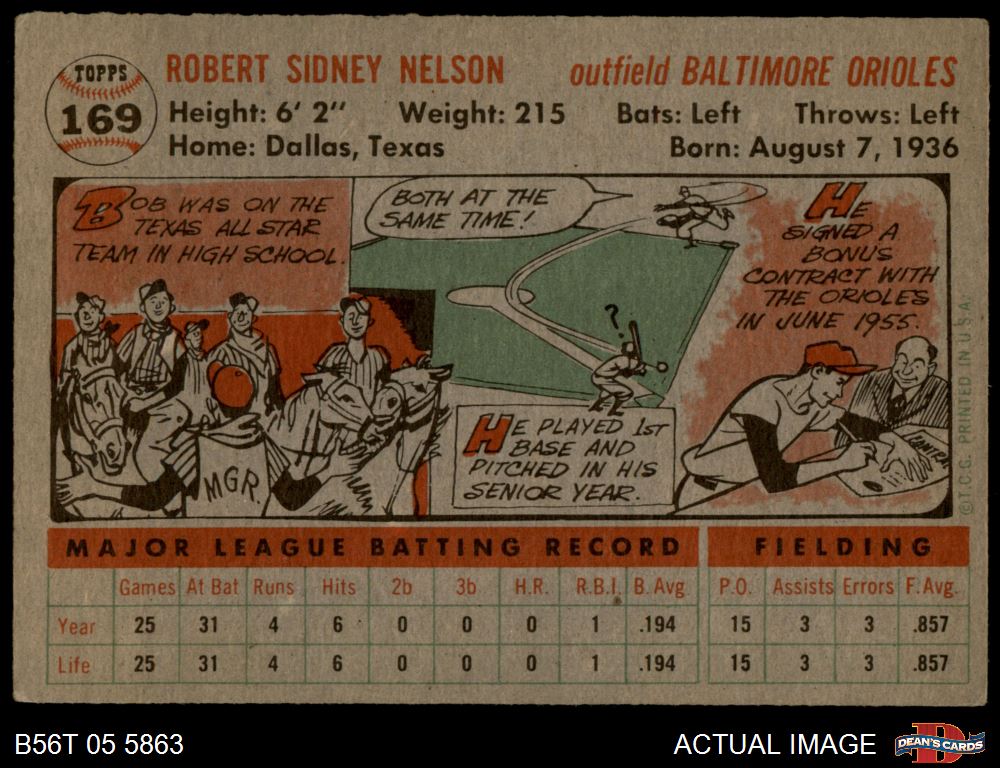 TOPPS
169
ROBERT SIDNEY NELSON outfield BALTIMORE ORIOLES
Height: 6' 2" Weight: 215 Bats: Left Throws: Left
Home: Dallas, Texas Born: August 7, 1936
BOB WAS ON THE
TEXAS ALL STAR
TEAM IN HIGH SCHOOL.
MGR.
BOTH AT THE
SAME TIME!
?
HE PLAYED 1ST
BASE AND
PITCHED IN HIS
SENIOR YEAR.
HE
SIGNED A
BONUS
CONTRACT WITH
THE ORIOLES
IN JUNE 1955.
CONTRA
©T.C.G. PRINTED IN U.S.A.
MAJOR LEAGUE BATTING RECORD FIELDING
Games At Bat Runs Hits 2b 3b H.R. R.B.I. B. Avg P.O. Assists Errors F. Avg.
Year 25 31 4 6 0 0 0 1 .194 15 3 3 .857
Life 25 31 4 6 0 0 0 1 .194 15 3 3 .857
B56T 05 5863 ACTUAL IMAGE
D
DEAN'S CARDS